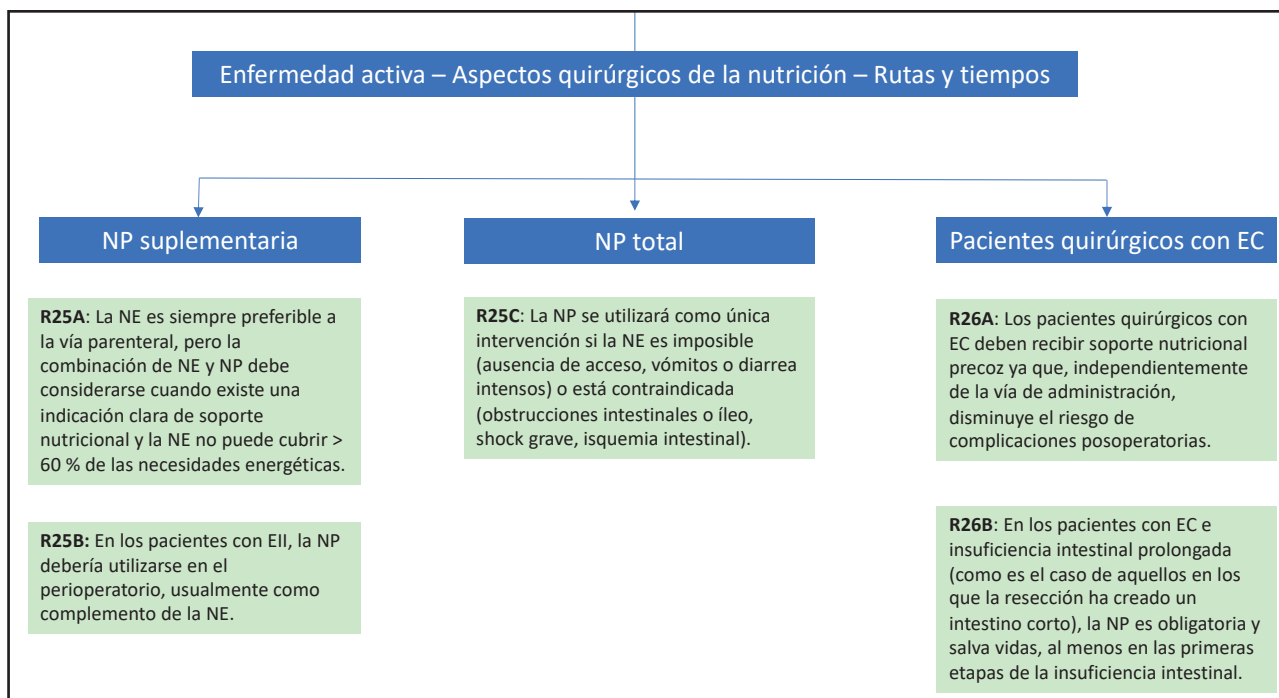 Enfermedad activa – Aspectos quirúrgicos de la nutrición – Rutas y tiempos
NP suplementaria
R25A: La NE es siempre preferible a
la vía parenteral, pero la
combinación de NE y NP debe
considerarse cuando existe una
indicación clara de soporte
nutricional y la NE no puede cubrir >
60 % de las necesidades energéticas.
R25B: En los pacientes con EII, la NP
debería utilizarse en el
perioperatorio, usualmente como
complemento de la NE.
NP total
R25C: La NP se utilizará como única
intervención si la NE es imposible
(ausencia de acceso, vómitos o diarrea
intensos) o está contraindicada
(obstrucciones intestinales o íleo,
shock grave, isquemia intestinal).
Pacientes quirúrgicos con EC
R26A: Los pacientes quirúrgicos con
EC deben recibir soporte nutricional
precoz ya que, independientemente
de la vía de administración,
disminuye el riesgo de
complicaciones posoperatorias.
R26B: En los pacientes con EC e
insuficiencia intestinal prolongada
(como es el caso de aquellos en los
que la resección ha creado un
intestino corto), la NP es obligatoria y
salva vidas, al menos en las primeras
etapas de la insuficiencia intestinal.